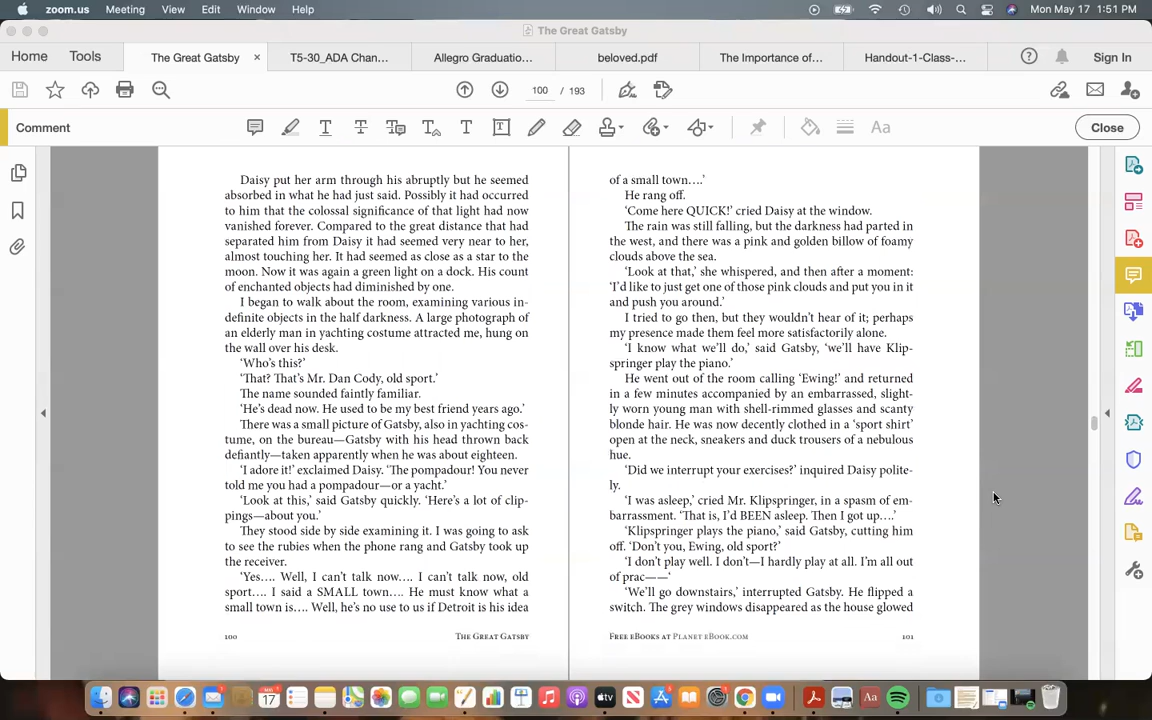 zoom.us Meeting View Edit Window Help Mon May 17 1:51 PM
The Great Gatsby
Home Tools The Great Gatsby × T5-30_ADA Chan... Allegro Graduatio... beloved.pdf The Importance of... Handout-1-Class-... Sign In
100 / 193
Comment Aa Close
Daisy put her arm through his abruptly but he seemed
absorbed in what he had just said. Possibly it had occurred
to him that the colossal significance of that light had now
vanished forever. Compared to the great distance that had
separated him from Daisy it had seemed very near to her,
almost touching her. It had seemed as close as a star to the
moon. Now it was again a green light on a dock. His count
of enchanted objects had diminished by one.
I began to walk about the room, examining various in-
definite objects in the half darkness. A large photograph of
an elderly man in yachting costume attracted me, hung on
the wall over his desk.
‘Who’s this?’
‘That? That’s Mr. Dan Cody, old sport.’
The name sounded faintly familiar.
‘He’s dead now. He used to be my best friend years ago.’
There was a small picture of Gatsby, also in yachting cos-
tume, on the bureau—Gatsby with his head thrown back
defiantly—taken apparently when he was about eighteen.
‘I adore it!’ exclaimed Daisy. ‘The pompadour! You never
told me you had a pompadour—or a yacht.’
‘Look at this,’ said Gatsby quickly. ‘Here’s a lot of clip-
pings—about you.’
They stood side by side examining it. I was going to ask
to see the rubies when the phone rang and Gatsby took up
the receiver.
‘Yes…. Well, I can’t talk now…. I can’t talk now, old
sport…. I said a SMALL town…. He must know what a
small town is…. Well, he’s no use to us if Detroit is his idea
100 The Great Gatsby
of a small town….’
He rang off.
‘Come here QUICK!’ cried Daisy at the window.
The rain was still falling, but the darkness had parted in
the west, and there was a pink and golden billow of foamy
clouds above the sea.
‘Look at that,’ she whispered, and then after a moment:
‘I’d like to just get one of those pink clouds and put you in it
and push you around.’
I tried to go then, but they wouldn’t hear of it; perhaps
my presence made them feel more satisfactorily alone.
‘I know what we’ll do,’ said Gatsby, ‘we’ll have Klip-
springer play the piano.’
He went out of the room calling ‘Ewing!’ and returned
in a few minutes accompanied by an embarrassed, slight-
ly worn young man with shell-rimmed glasses and scanty
blonde hair. He was now decently clothed in a ‘sport shirt’
open at the neck, sneakers and duck trousers of a nebulous
hue.
‘Did we interrupt your exercises?’ inquired Daisy polite-
ly.
‘I was asleep,’ cried Mr. Klipspringer, in a spasm of em-
barrassment. ‘That is, I’d BEEN asleep. Then I got up….’
‘Klipspringer plays the piano,’ said Gatsby, cutting him
off. ‘Don’t you, Ewing, old sport?’
‘I don’t play well. I don’t—I hardly play at all. I’m all out
of prac——‘
‘We’ll go downstairs,’ interrupted Gatsby. He flipped a
switch. The grey windows disappeared as the house glowed
Free eBooks at Planet eBook.com 101